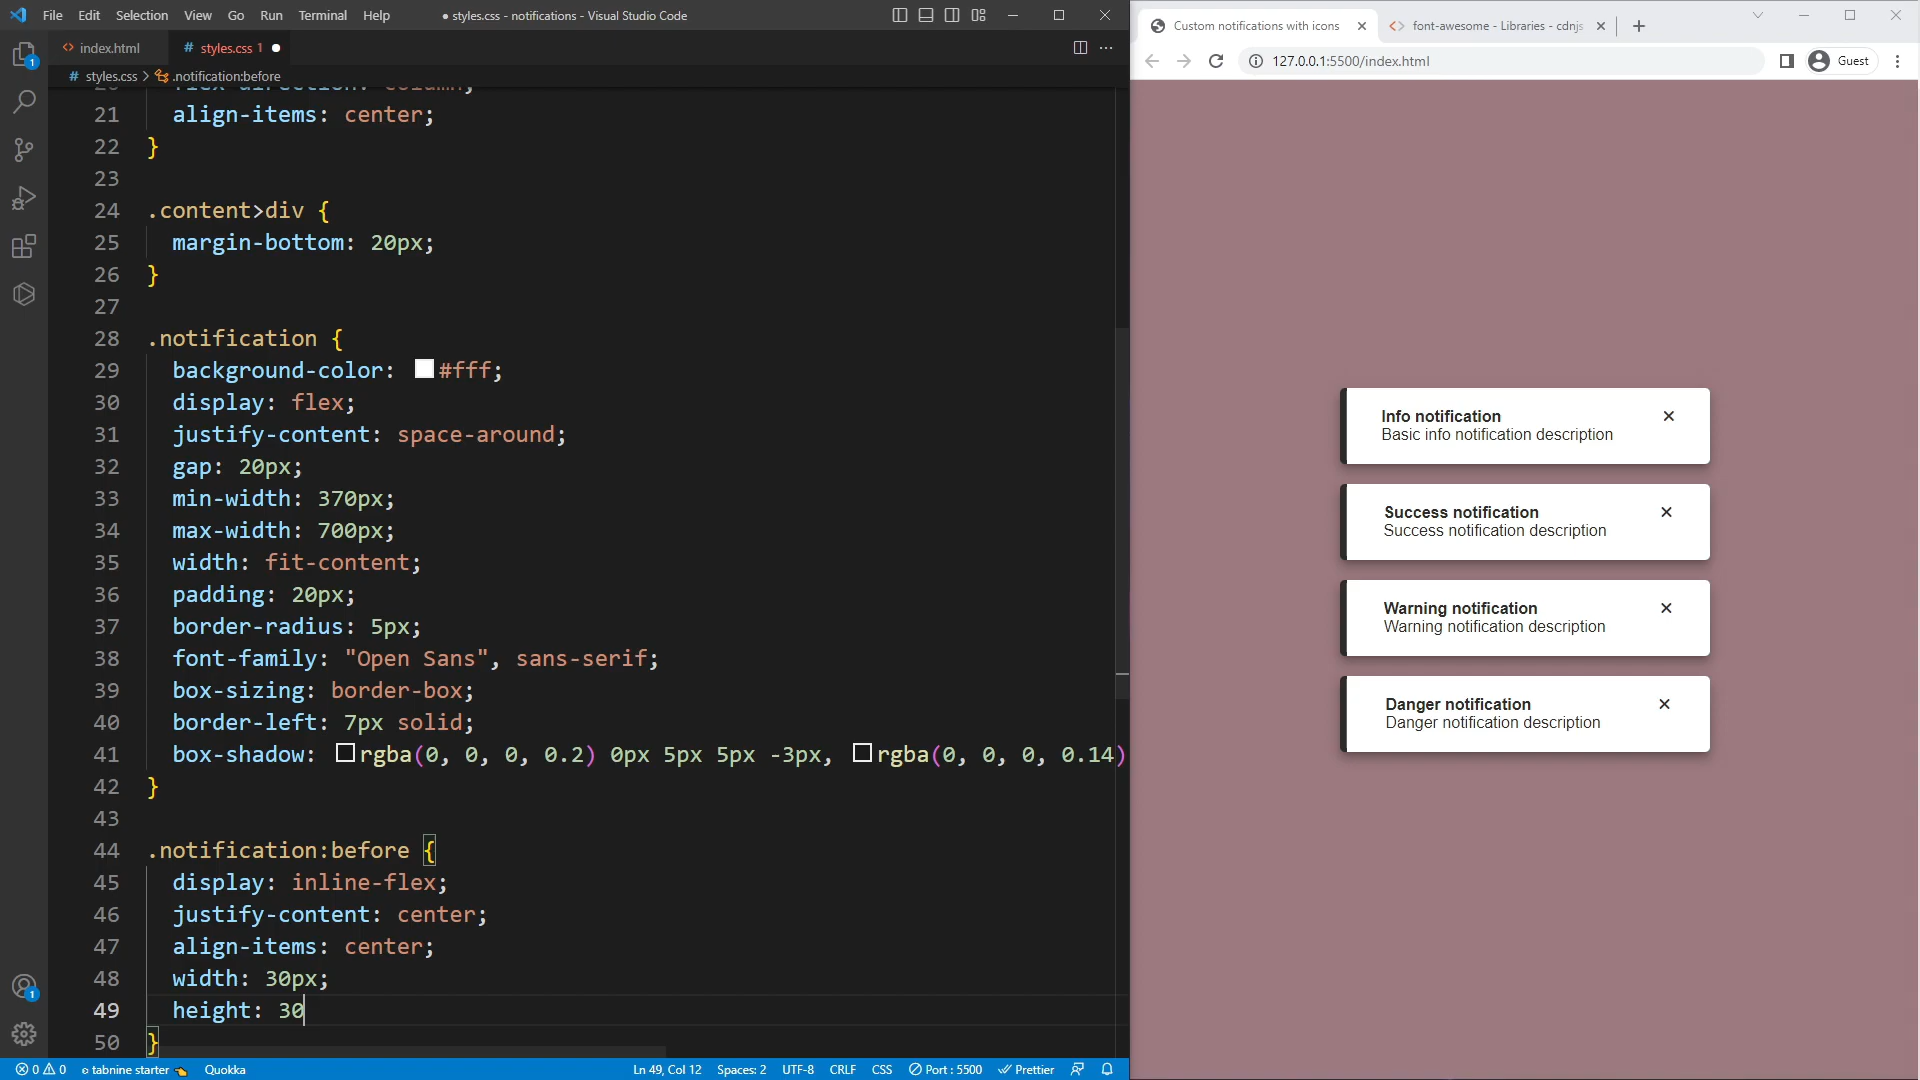 File Edit Selection View Go Run Terminal Help
● styles.css - notifications - Visual Studio Code
<> index.html
# styles.css 1 ●
# styles.css > .notification:before
20 flex-direction: column;
21 align-items: center;
22 }
23
24 .content>div {
25 margin-bottom: 20px;
26 }
27
28 .notification {
29 background-color: #fff;
30 display: flex;
31 justify-content: space-around;
32 gap: 20px;
33 min-width: 370px;
34 max-width: 700px;
35 width: fit-content;
36 padding: 20px;
37 border-radius: 5px;
38 font-family: "Open Sans", sans-serif;
39 box-sizing: border-box;
40 border-left: 7px solid;
41 box-shadow: rgba(0, 0, 0, 0.2) 0px 5px 5px -3px, rgba(0, 0, 0, 0.14)
42 }
43
44 .notification:before {
45 display: inline-flex;
46 justify-content: center;
47 align-items: center;
48 width: 30px;
49 height: 30
50 }
1
1
0 0 tabnine starter Quokka Ln 49, Col 12 Spaces: 2 UTF-8 CRLF CSS Port : 5500 Prettier
Custom notifications with icons
<> font-awesome - Libraries - cdnjs
127.0.0.1:5500/index.html
Guest
Info notification
Basic info notification description
Success notification
Success notification description
Warning notification
Warning notification description
Danger notification
Danger notification description